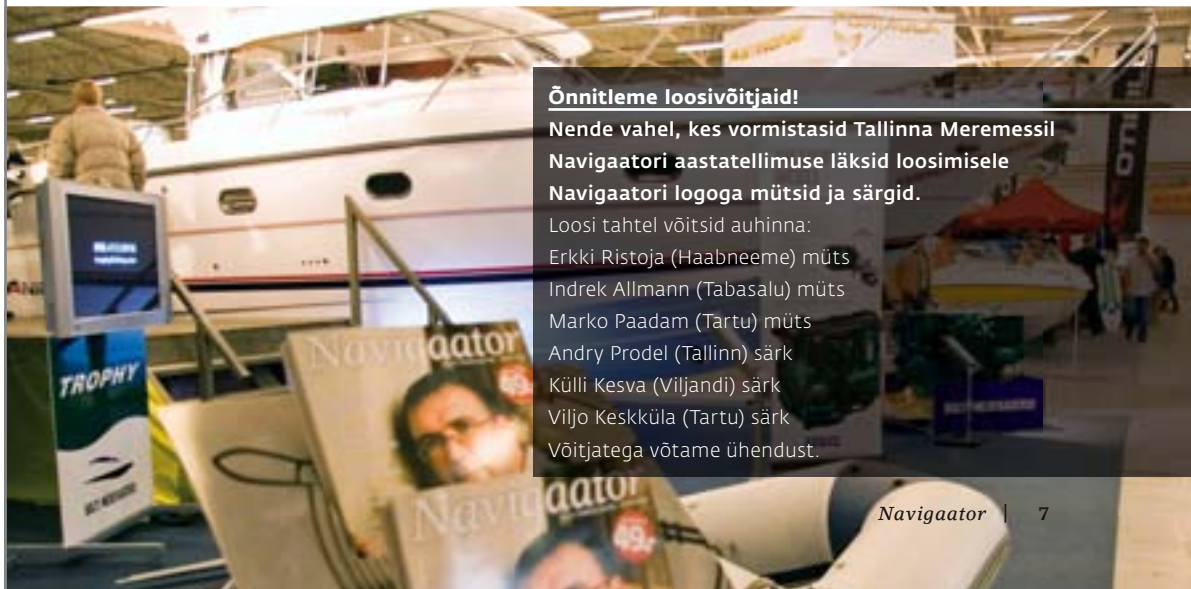 Õnnitleme loosivõitjaid!
Nende vahel, kes vormistasid Tallinna Meremessil
Navigaatori aastatellimuse läksid loosimisele
Navigaatori logoga mütsid ja särgid.
Loosi tahtel võitsid auhinna:
Erkki Ristoja (Haabneeme) müts
Indrek Allmann (Tabasalu) müts
Marko Paadam (Tartu) müts
Andry Prodel (Tallinn) särk
Külli Kesva (Viljandi) särk
Viljo Keskküla (Tartu) särk
Võitjatega võtame ühendust.
TROPHY
Navigaator
49.-
Navigaator
49.-
Navigaator | 7